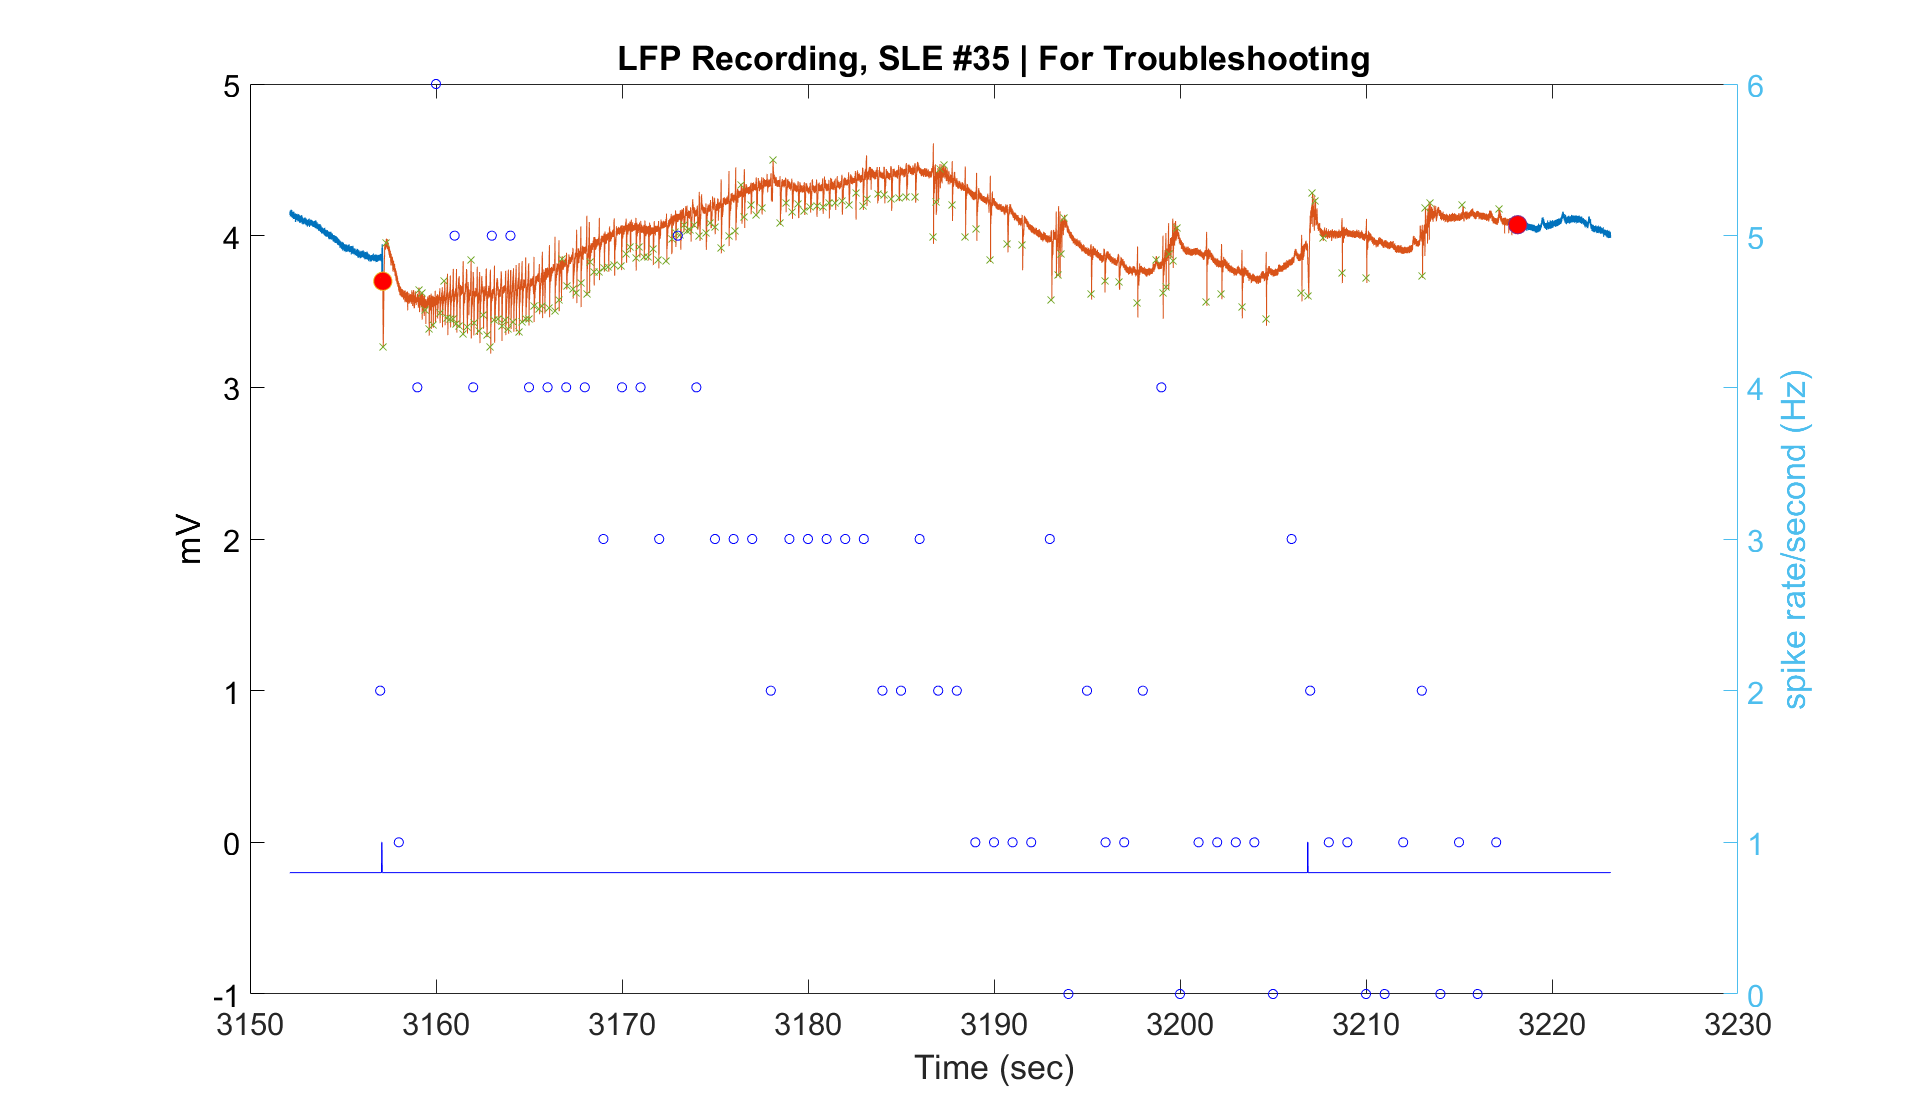 LFP Recording, SLE #35 | For Troubleshooting
5
4
3
2
1
0
-1
mV
6
5
4
3
2
1
0
spike rate/second (Hz)
3150 3160 3170 3180 3190 3200 3210 3220 3230
Time (sec)